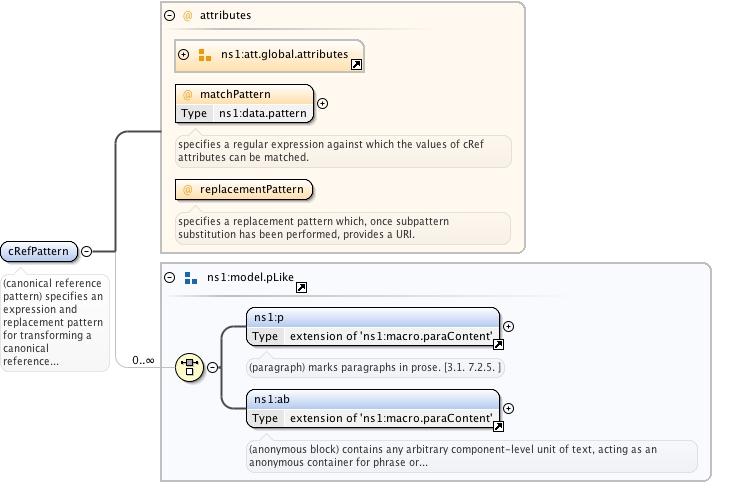 @ attributes
ns1:att.global.attributes
@ matchPattern
Type ns1:data.pattern
specifies a regular expression against which the values of cRef
attributes can be matched.
@ replacementPattern
specifies a replacement pattern which, once subpattern
substitution has been performed, provides a URI.
cRefPattern
(canonical reference
pattern) specifies an
expression and
replacement pattern
for transforming a
canonical
reference...
0..∞
ns1:model.pLike
ns1:p
Type extension of 'ns1:macro.paraContent'
(paragraph) marks paragraphs in prose. [3.1. 7.2.5. ]
ns1:ab
Type extension of 'ns1:macro.paraContent'
(anonymous block) contains any arbitrary component-level unit of text, acting as an
anonymous container for phrase or...